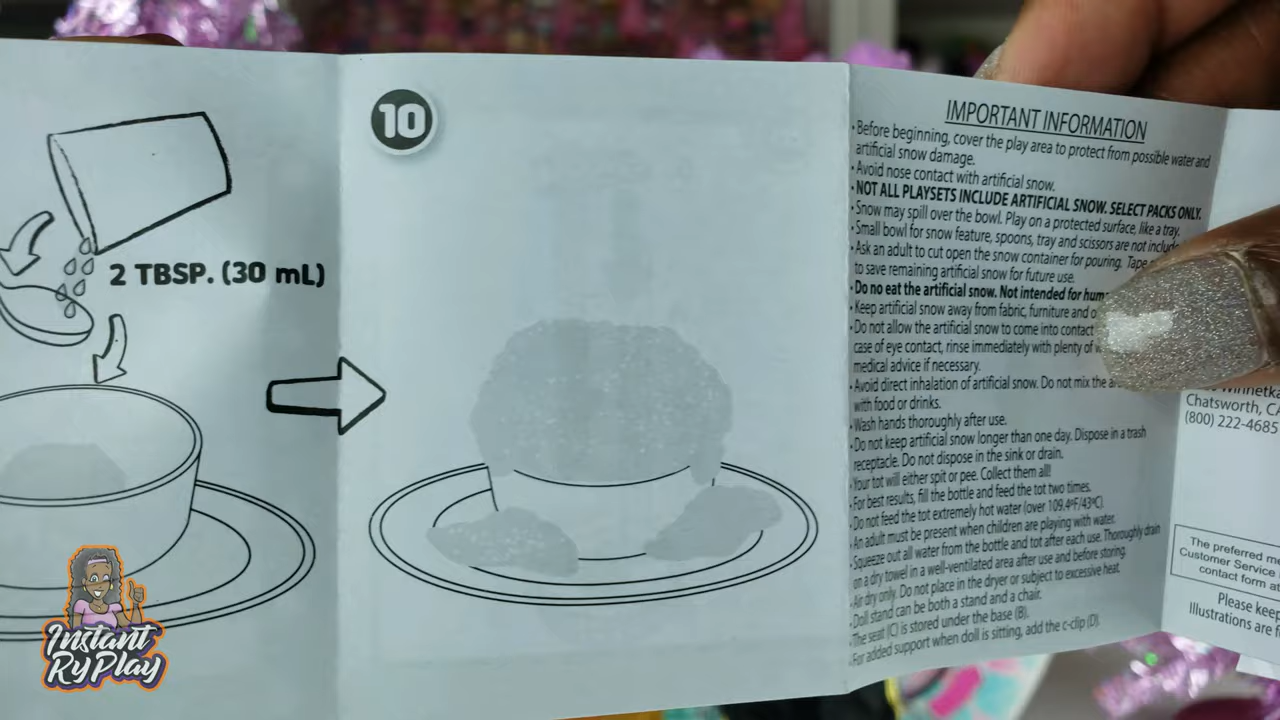 2 TBSP. (30 mL)
10
IMPORTANT INFORMATION
• Before beginning, cover the play area to protect from possible water and
artificial snow damage.
• Avoid nose contact with artificial snow.
• NOT ALL PLAYSETS INCLUDE ARTIFICIAL SNOW. SELECT PACKS ONLY.
• Snow may spill over the bowl. Play on a protected surface, like a tray.
• Small bowl for snow feature, spoons, tray and scissors are not
• Ask an adult to cut open the snow container for pouring. Tape
to save remaining artificial snow for future use.
• Do no eat the artificial snow. Not intended for
• Keep artificial snow away from fabric, furniture and
• Do not allow the artificial snow to come into contact
case of eye contact, rinse immediately with plenty of
medical advice if necessary.
• Avoid direct inhalation of artificial snow. Do not mix the
with food or drinks.
• Wash hands thoroughly after use.
• Do not keep artificial snow longer than one day. Dispose in a trash
receptacle. Do not dispose in the sink or drain.
• Your tot will either spit or pee. Collect them all!
• For best results, fill the bottle and feed the tot two times.
• Do not feed the tot extremely hot water (over 109.4ºF/43ºC).
• An adult must be present when children are playing with water.
• Squeeze out all water from the bottle and tot after each use. Thoroughly drain
on a dry towel in a well-ventilated area after use and before storing.
• Air dry only. Do not place in the dryer or subject to excessive heat.
• Doll stand can be both a stand and a chair.
• The seat (C) is stored under the base (B).
• For added support when doll is sitting, add the c-clip (D).
Winnetka
Chatsworth,
(800) 222-4685
The preferred
Customer Service
contact form
Please keep
Illustrations are
Instant
RyPlay